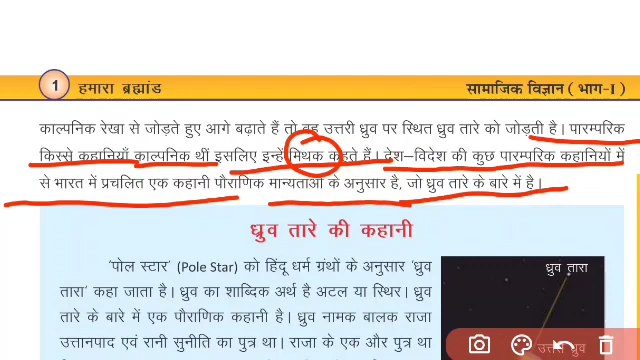 1 हमारा ब्रह्मांड सामाजिक विज्ञान ( भाग-I )
काल्पनिक रेखा से जोड़ते हुए आगे बढ़ाते हैं तो वह उत्तरी ध्रुव पर स्थित ध्रुव तारे को जोड़ती है। पारम्परिक
किस्से कहानियाँ काल्पनिक थीं इसलिए इन्हें मिथक कहते हैं। देश–विदेश की कुछ पारम्परिक कहानियों में
से भारत में प्रचलित एक कहानी पौराणिक मान्यताओं के अनुसार है, जो ध्रुव तारे के बारे में है।
ध्रुव तारे की कहानी
'पोल स्टार' (Pole Star) को हिंदू धर्म ग्रंथों के अनुसार 'ध्रुव
तारा' कहा जाता है। ध्रुव का शाब्दिक अर्थ है अटल या स्थिर। ध्रुव
तारे के बारे में एक पौराणिक कहानी है। ध्रुव नामक बालक राजा
उत्तानपाद एवं रानी सुनीति का पुत्र था। राजा के एक और पुत्र था
ध्रुव तारा
उत्तरी ध्रुव